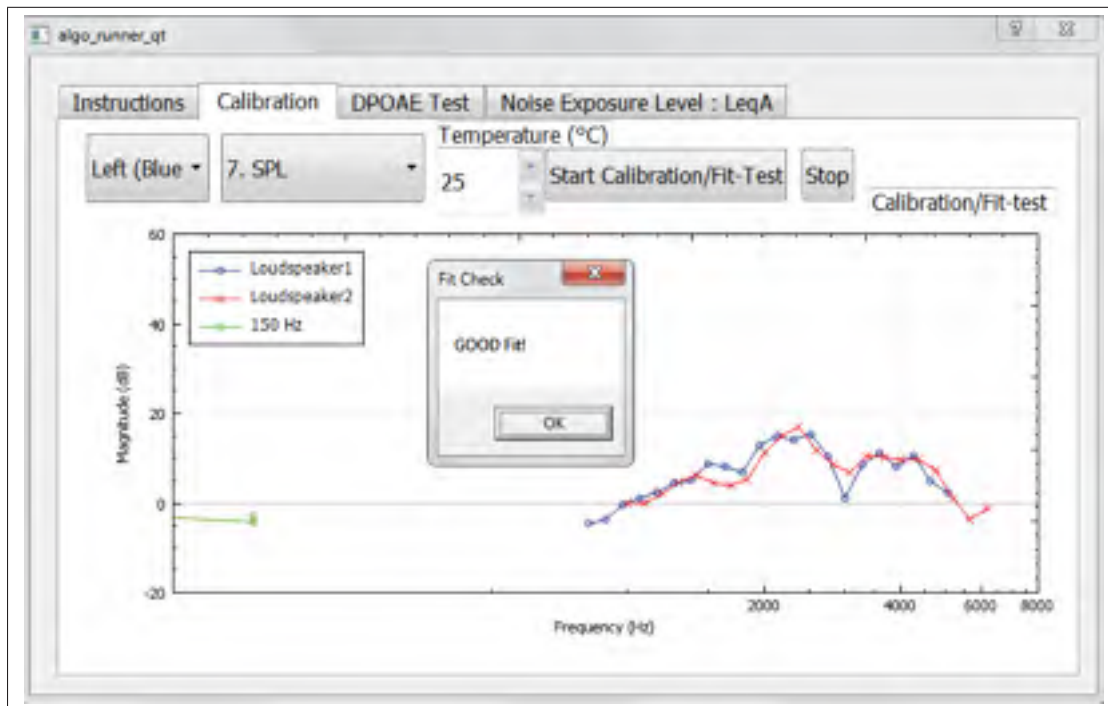 algo_runner_qt
Instructions Calibration DPOAE Test Noise Exposure Level : LeqA
Temperature (°C)
Left (Blue 7. SPL 25 Start Calibration/Fit-Test Stop
Calibration/Fit-test
60
40
20
0
-20
Magnitude (dB)
Loudspeaker1
Loudspeaker2
150 Hz
Fit Check
GOOD Fit!
OK
2000 4000 6000 8000
Frequency (Hz)